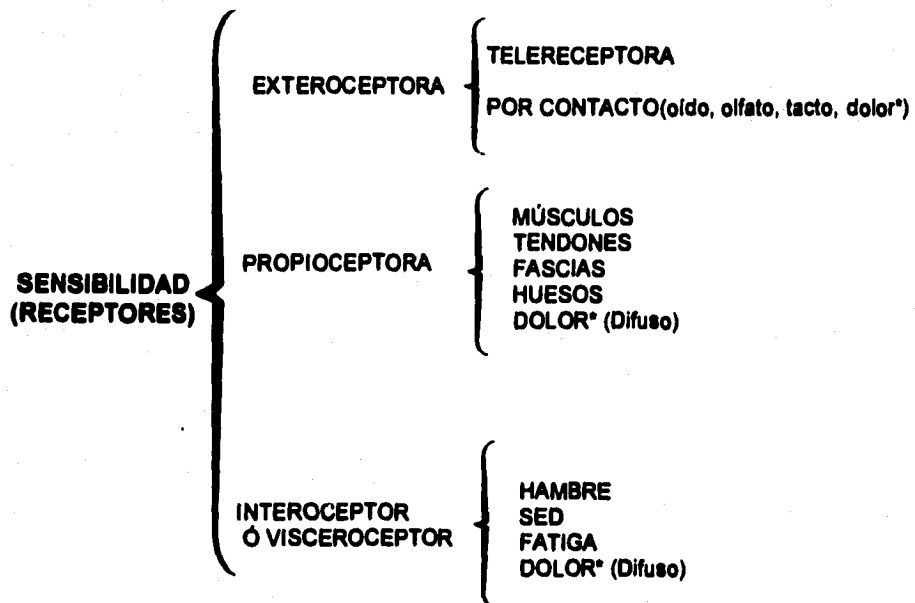 SENSIBILIDAD
(RECEPTORES)
EXTEROCEPTORA
TELERECEPTORA
POR CONTACTO(oído, olfato, tacto, dolor*)
PROPIOCEPTORA
MÚSCULOS
TENDONES
FASCIAS
HUESOS
DOLOR* (Difuso)
INTEROCEPTOR
Ó VISCEROCEPTOR
HAMBRE
SED
FATIGA
DOLOR* (Difuso)